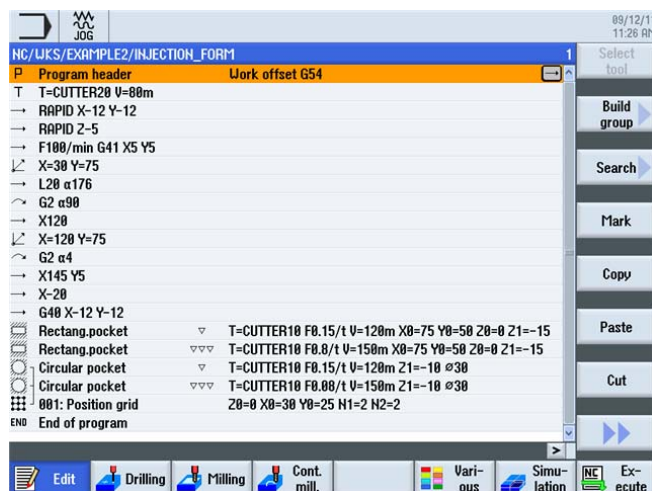 JOG
09/12/1
11:26 AM
NC/WKS/EXAMPLE2/INJECTION_FORM 1
P Program header Work offset G54
T T=CUTTER20 V=80m
RAPID X-12 Y-12
RAPID Z-5
F100/min G41 X5 Y5
X=30 Y=75
L20 α176
G2 α90
X120
X=120 Y=75
G2 α4
X145 Y5
X-20
G40 X-12 Y-12
Rectang.pocket ▽ T=CUTTER10 F0.15/t V=120m X0=75 Y0=50 Z0=0 Z1=-15
Rectang.pocket ▽▽▽ T=CUTTER10 F0.8/t V=150m X0=75 Y0=50 Z0=0 Z1=-15
Circular pocket ▽ T=CUTTER10 F0.15/t V=120m Z1=-10 ⌀30
Circular pocket ▽▽▽ T=CUTTER10 F0.08/t V=150m Z1=-10 ⌀30
001: Position grid Z0=0 X0=30 Y0=25 N1=2 N2=2
END End of program
>
Select
tool
Build
group
Search
Mark
Copy
Paste
Cut
Edit
Drilling
Milling
Cont.
mill.
Vari-
ous
Simu-
lation
NC Ex-
ecute